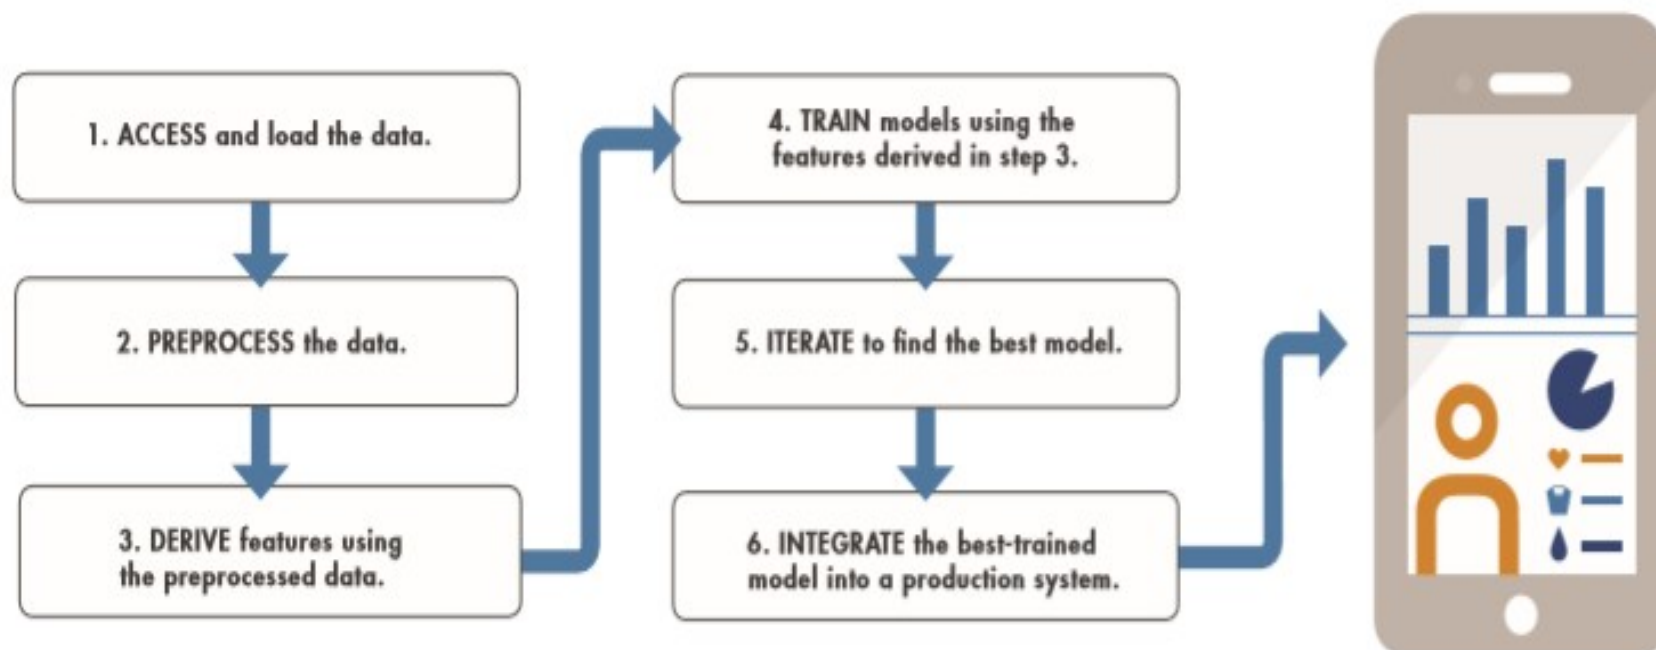 1. ACCESS and load the data.
2. PREPROCESS the data.
3. DERIVE features using
the preprocessed data.
4. TRAIN models using the
features derived in step 3.
5. ITERATE to find the best model.
6. INTEGRATE the best-trained
model into a production system.